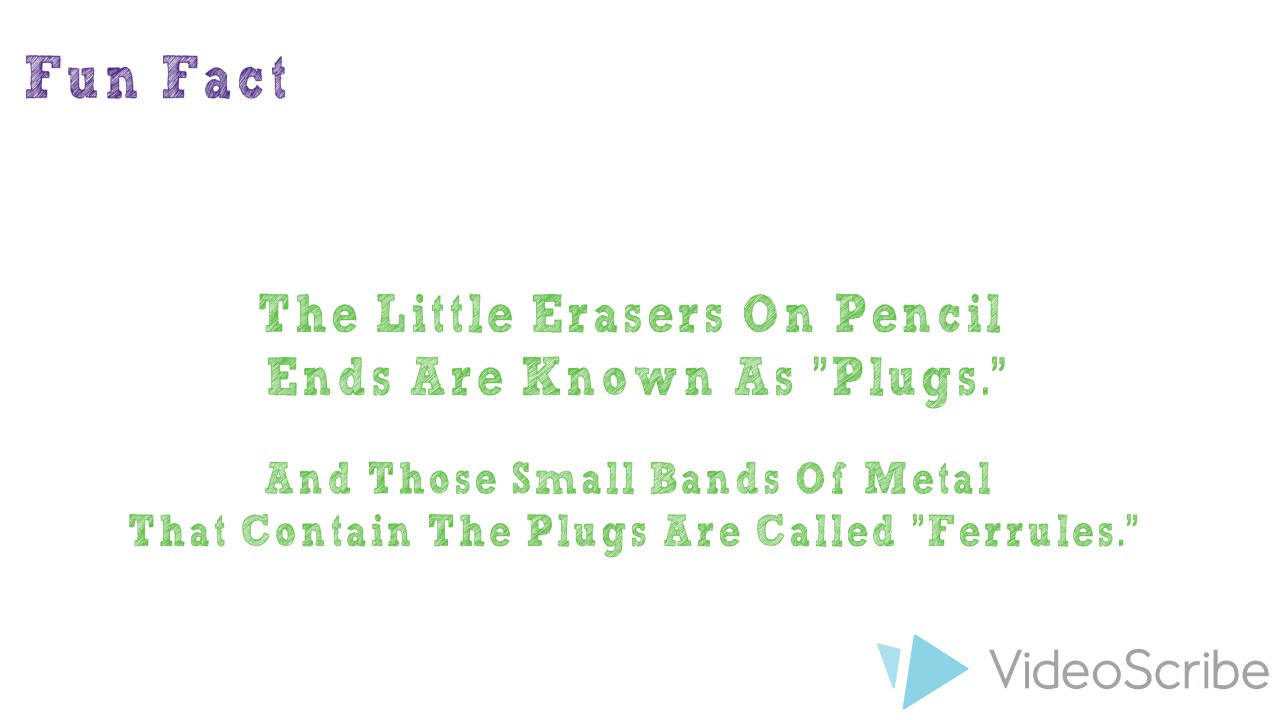 Fun Fact
The Little Erasers On Pencil
Ends Are Known As "Plugs."
And Those Small Bands Of Metal
That Contain The Plugs Are Called "Ferrules."
VideoScribe